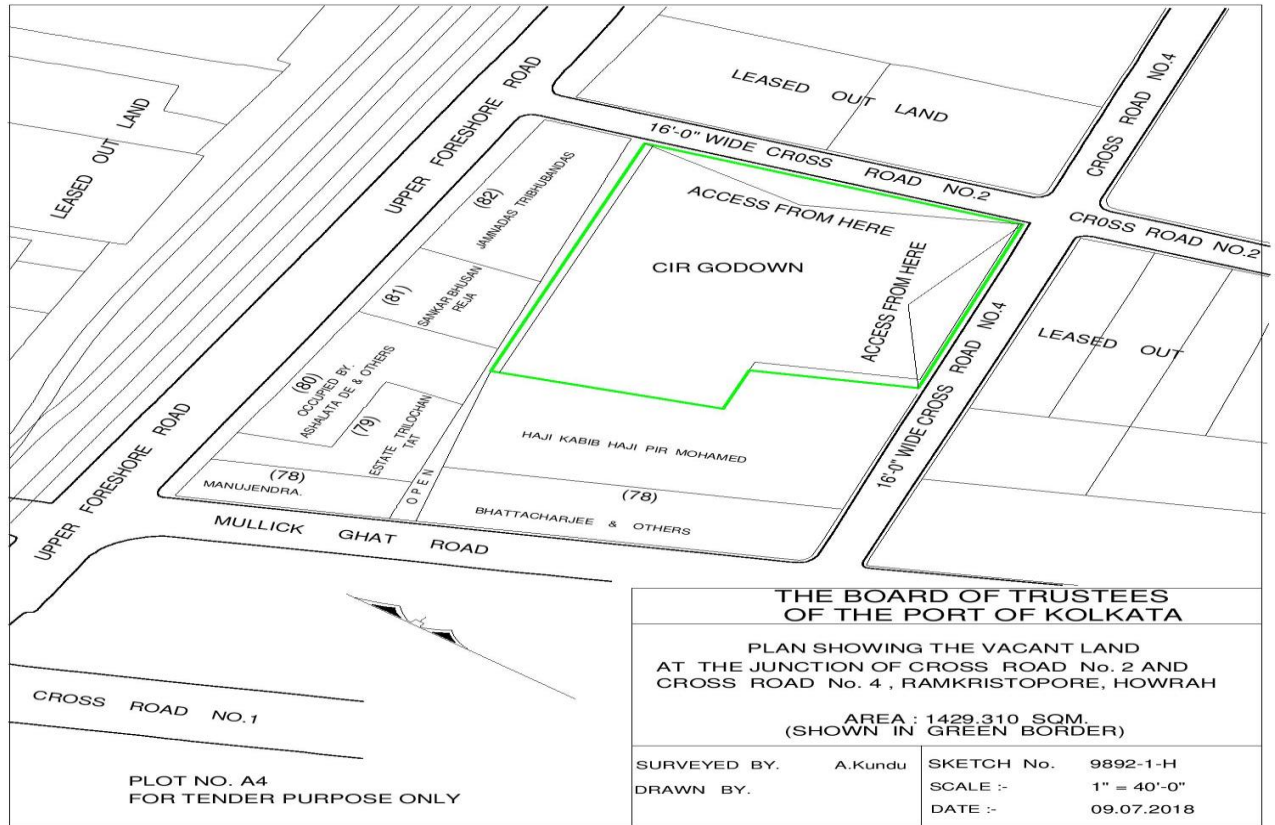 LEASED OUT LAND
UPPER FORESHORE ROAD
LEASED OUT LAND
CROSS ROAD NO.4
16'-0" WIDE CR0SS ROAD NO.2
CR0SS ROAD NO.2
(82)
JAMNADAS TRIBHUBANDAS
ACCESS FROM HERE
CIR GODOWN
ACCESS FROM HERE
(81)
SANKAR BHUSAN
REJA
LEASED OUT
16'-0" WIDE CROSS ROAD NO.4
(80)
OCCUPIED BY.
ASHALATA DE & OTHERS
(79)
ESTATE TRILOCHAN
TAT
HAJI KABIB HAJI PIR MOHAMED
(78)
MANUJENDRA.
OPEN
(78)
BHATTACHARJEE & OTHERS
UPPER FORESHORE ROAD
MULLICK GHAT ROAD
CROSS ROAD NO.1
PLOT NO. A4
FOR TENDER PURPOSE ONLY
THE BOARD OF TRUSTEES
OF THE PORT OF KOLKATA
PLAN SHOWING THE VACANT LAND
AT THE JUNCTION OF CROSS ROAD No. 2 AND
CROSS ROAD No. 4 , RAMKRISTOPORE, HOWRAH
AREA : 1429.310 SQM.
(SHOWN IN GREEN BORDER)
SURVEYED BY. A.Kundu
DRAWN BY.
SKETCH No. 9892-1-H
SCALE :- 1" = 40'-0"
DATE :- 09.07.2018